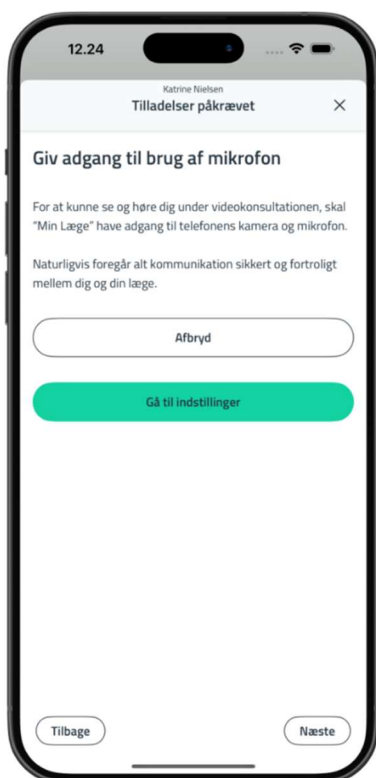 12.24
Katrine Nielsen
Tilladelser påkrævet
Giv adgang til brug af mikrofon
For at kunne se og høre dig under videokonsultationen, skal
"Min Læge" have adgang til telefonens kamera og mikrofon.
Naturligvis foregår alt kommunikation sikkert og fortroligt
mellem dig og din læge.
Afbryd
Gå til indstillinger
Tilbage
Næste